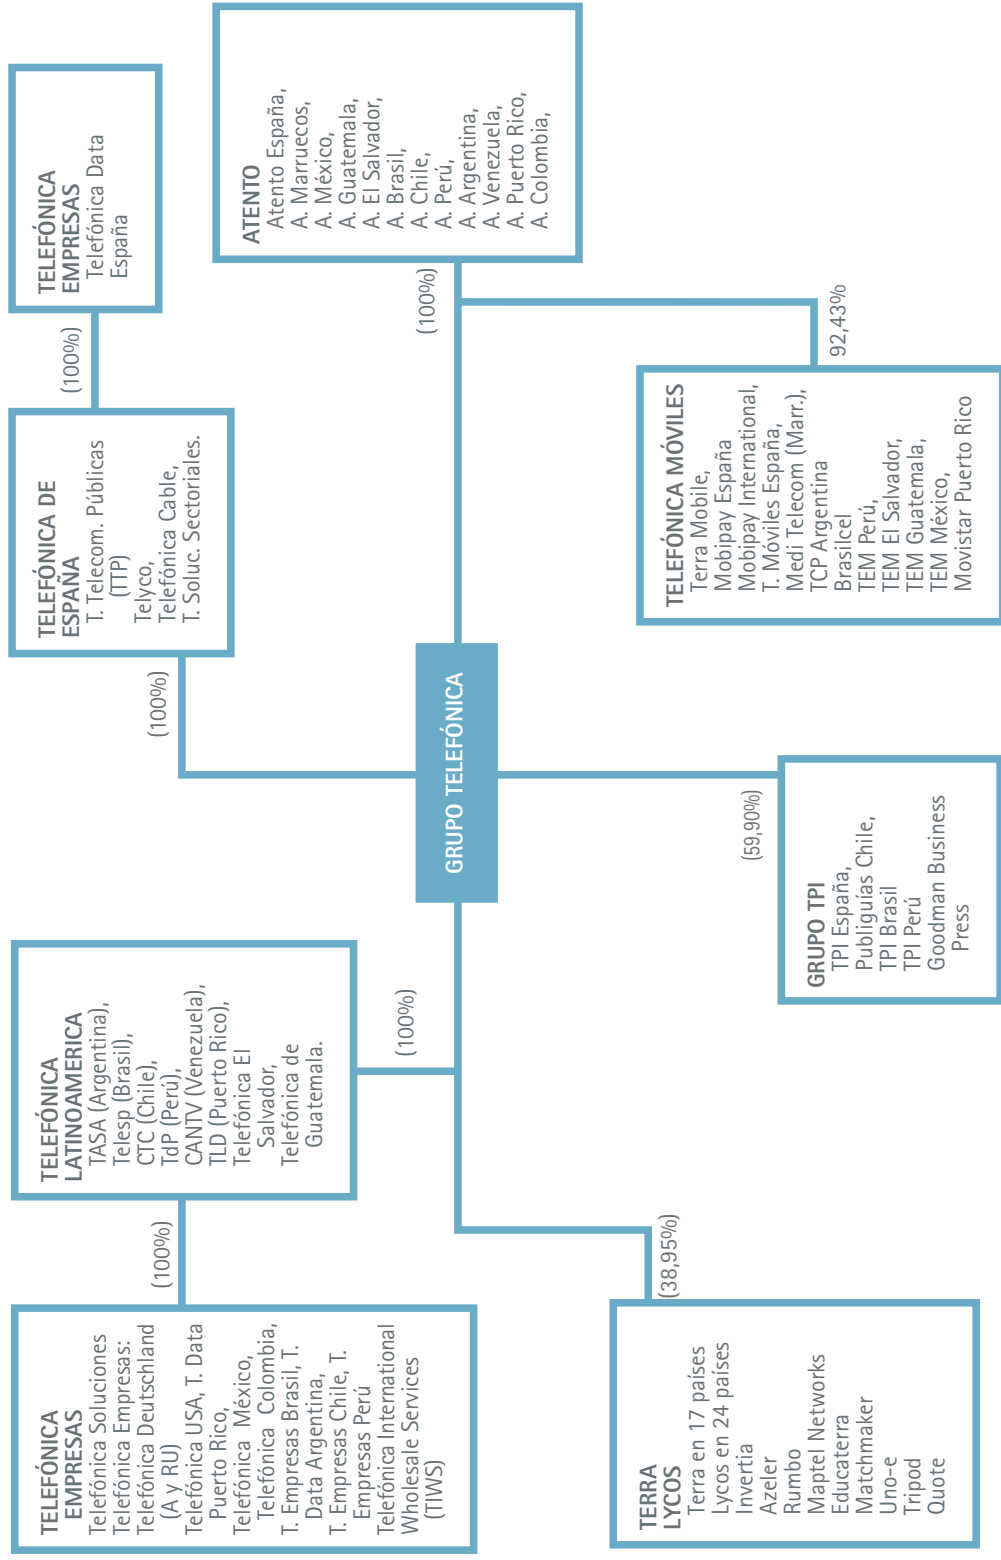 TELEFÓNICA
EMPRESAS
Telefónica Soluciones
Telefónica Empresas:
Telefónica Deutschland
(A y RU)
Telefónica USA, T. Data
Puerto Rico,
Telefónica México,
Telefónica Colombia,
T. Empresas Brasil, T.
Data Argentina,
T. Empresas Chile, T.
Empresas Perú
Telefónica International
Wholesale Services
(TIWS)
(100%)
TELEFÓNICA
LATINOAMERICA
TASA (Argentina),
Telesp (Brasil),
CTC (Chile),
TdP (Perú),
CANTV (Venezuela),
TLD (Puerto Rico),
Telefónica El
Salvador,
Telefónica de
Guatemala.
(100%)
TELEFÓNICA DE
ESPAÑA
T. Telecom. Públicas
(TTP)
Telyco,
Telefónica Cable,
T. Soluc. Sectoriales.
(100%)
(100%)
TELEFÓNICA
EMPRESAS
Telefónica Data
España
GRUPO TELEFÓNICA
(100%)
ATENTO
Atento España,
A. Marruecos,
A. México,
A. Guatemala,
A. El Salvador,
A. Brasil,
A. Chile,
A. Perú,
A. Argentina,
A. Venezuela,
A. Puerto Rico,
A. Colombia,
(38,95%)
TERRA
LYCOS
Terra en 17 países
Lycos en 24 países
Invertia
Azeler
Rumbo
Maptel Networks
Educaterra
Matchmaker
Uno-e
Tripod
Quote
(59,90%)
GRUPO TPI
TPI España,
Publiguías Chile,
TPI Brasil
TPI Perú
Goodman Business
Press
92,43%
TELEFÓNICA MÓVILES
Terra Mobile,
Mobipay España
Mobipay International,
T. Móviles España,
Medi Telecom (Marr.),
TCP Argentina
Brasilcel
TEM Perú,
TEM El Salvador,
TEM Guatemala,
TEM México,
Movistar Puerto Rico